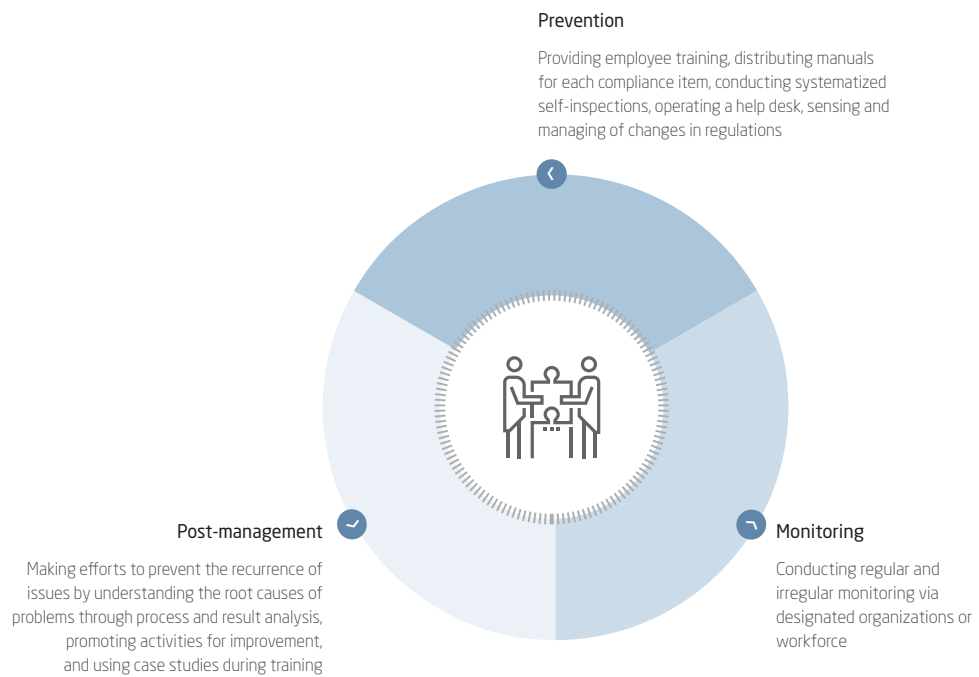 Prevention
Providing employee training, distributing manuals
for each compliance item, conducting systematized
self-inspections, operating a help desk, sensing and
managing of changes in regulations
Post-management
Making efforts to prevent the recurrence of
issues by understanding the root causes of
problems through process and result analysis,
promoting activities for improvement,
and using case studies during training
Monitoring
Conducting regular and
irregular monitoring via
designated organizations or
workforce